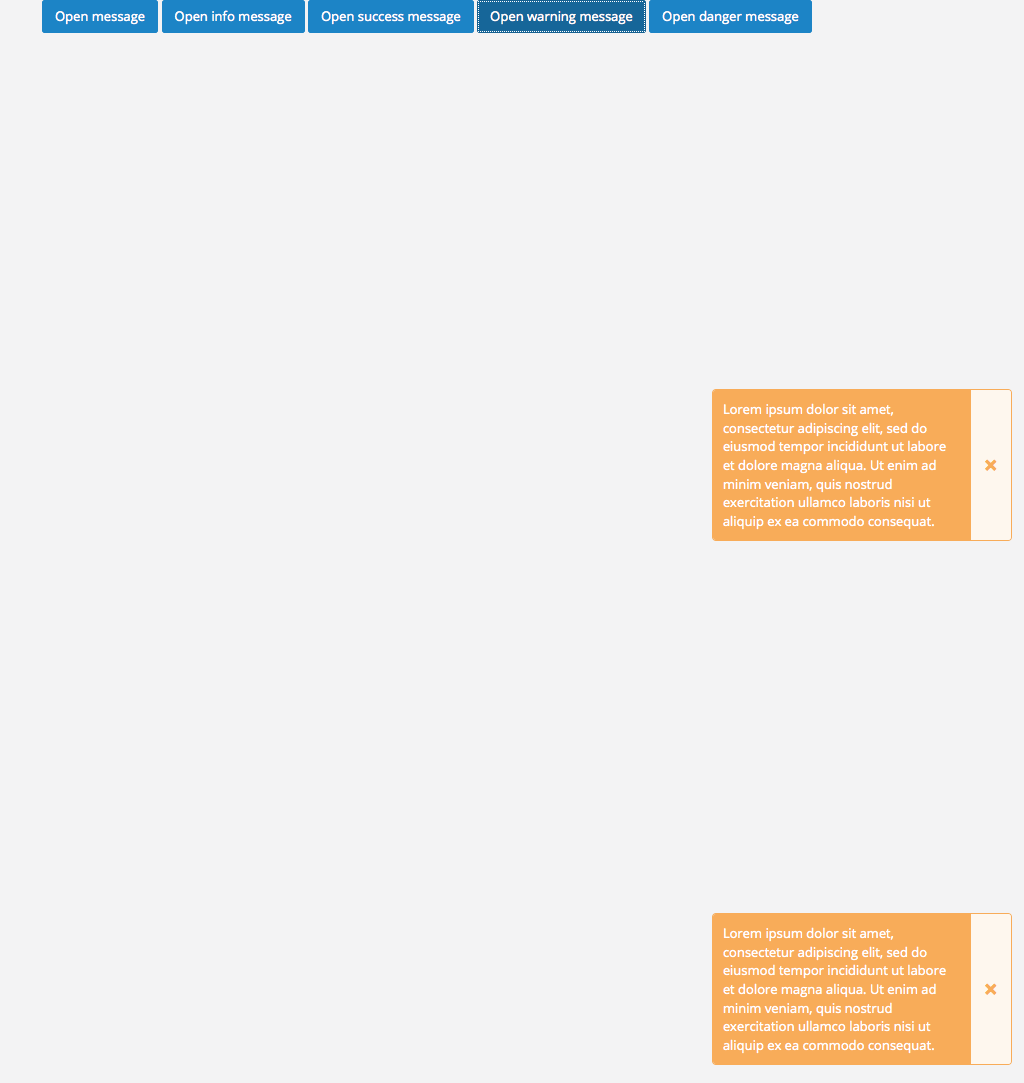 Open message Open info message Open success message Open warning message Open danger message
Lorem ipsum dolor sit amet,
consectetur adipiscing elit, sed do
eiusmod tempor incididunt ut labore
et dolore magna aliqua. Ut enim ad
minim veniam, quis nostrud
exercitation ullamco laboris nisi ut
aliquip ex ea commodo consequat.
Lorem ipsum dolor sit amet,
consectetur adipiscing elit, sed do
eiusmod tempor incididunt ut labore
et dolore magna aliqua. Ut enim ad
minim veniam, quis nostrud
exercitation ullamco laboris nisi ut
aliquip ex ea commodo consequat.